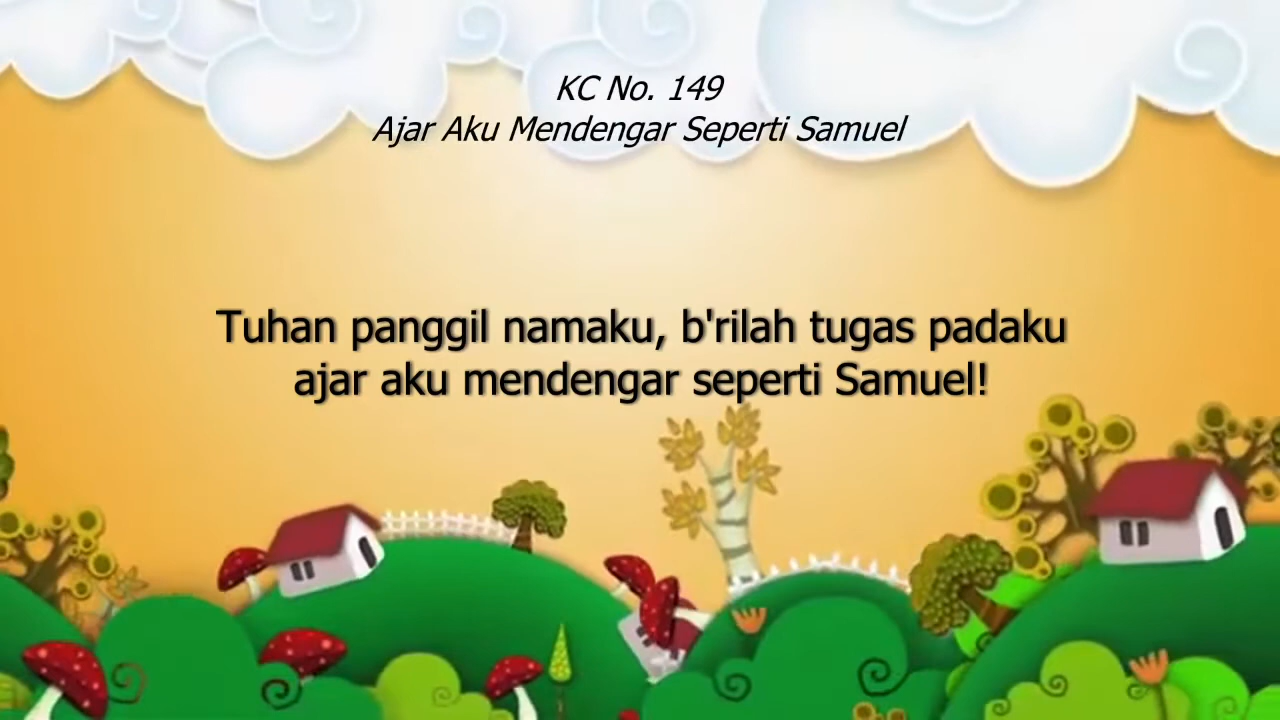 KC No. 149
Ajar Aku Mendengar Seperti Samuel
Tuhan panggil namaku, b'rilah tugas padaku
ajar aku mendengar seperti Samuel!